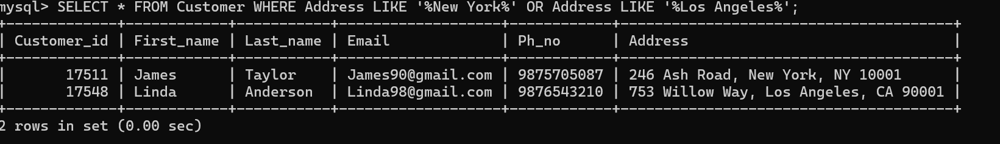 mysql> SELECT * FROM Customer WHERE Address LIKE '%New York%' OR Address LIKE '%Los Angeles%';
+-------------+------------+-----------+-------------------+------------+---------------------------------------+
| Customer_id | First_name | Last_name | Email             | Ph_no      | Address                               |
+-------------+------------+-----------+-------------------+------------+---------------------------------------+
|       17511 | James      | Taylor    | James90@gmail.com | 9875705087 | 246 Ash Road, New York, NY 10001      |
|       17548 | Linda      | Anderson  | Linda98@gmail.com | 9876543210 | 753 Willow Way, Los Angeles, CA 90001 |
+-------------+------------+-----------+-------------------+------------+---------------------------------------+
2 rows in set (0.00 sec)